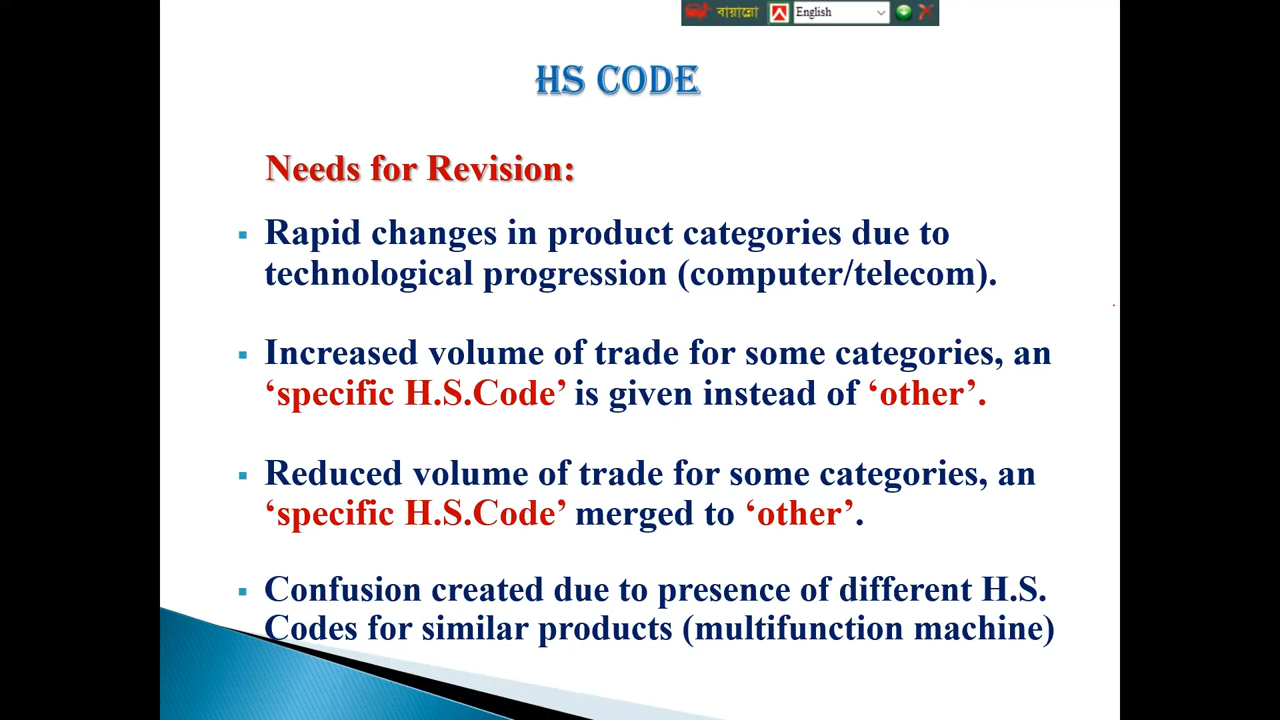 বায়ান্নো English
HS CODE
Needs for Revision:
▪ Rapid changes in product categories due to
technological progression (computer/telecom).
▪ Increased volume of trade for some categories, an
‘specific H.S.Code’ is given instead of ‘other’.
▪ Reduced volume of trade for some categories, an
‘specific H.S.Code’ merged to ‘other’.
▪ Confusion created due to presence of different H.S.
Codes for similar products (multifunction machine)